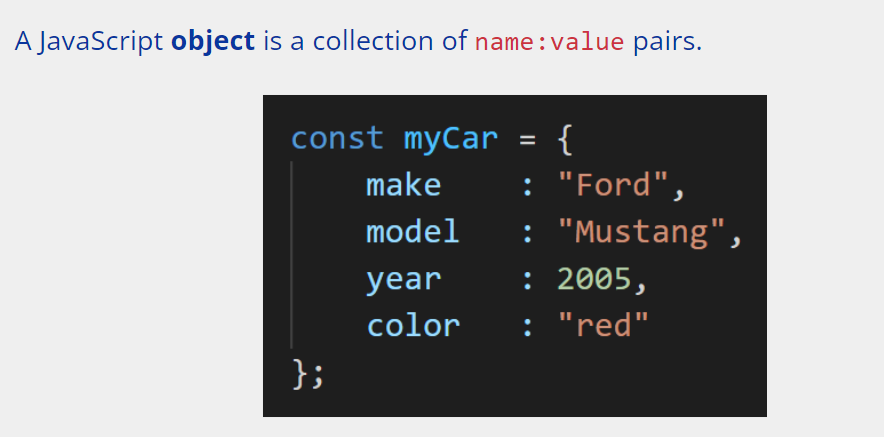 A JavaScript object is a collection of name:value pairs.
const myCar = {
    make    : "Ford",
    model   : "Mustang",
    year    : 2005,
    color   : "red"
};